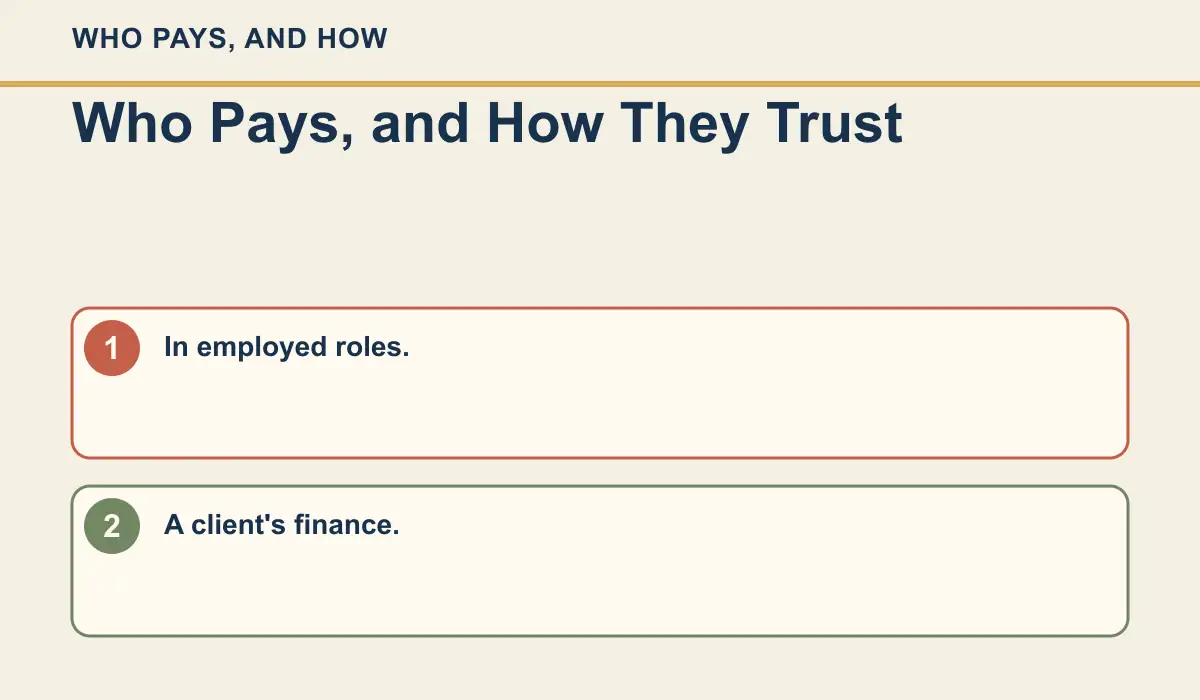 WHO PAYS, AND HOW
Who Pays, and How They Trust
1 In employed roles.
2 A client's finance.